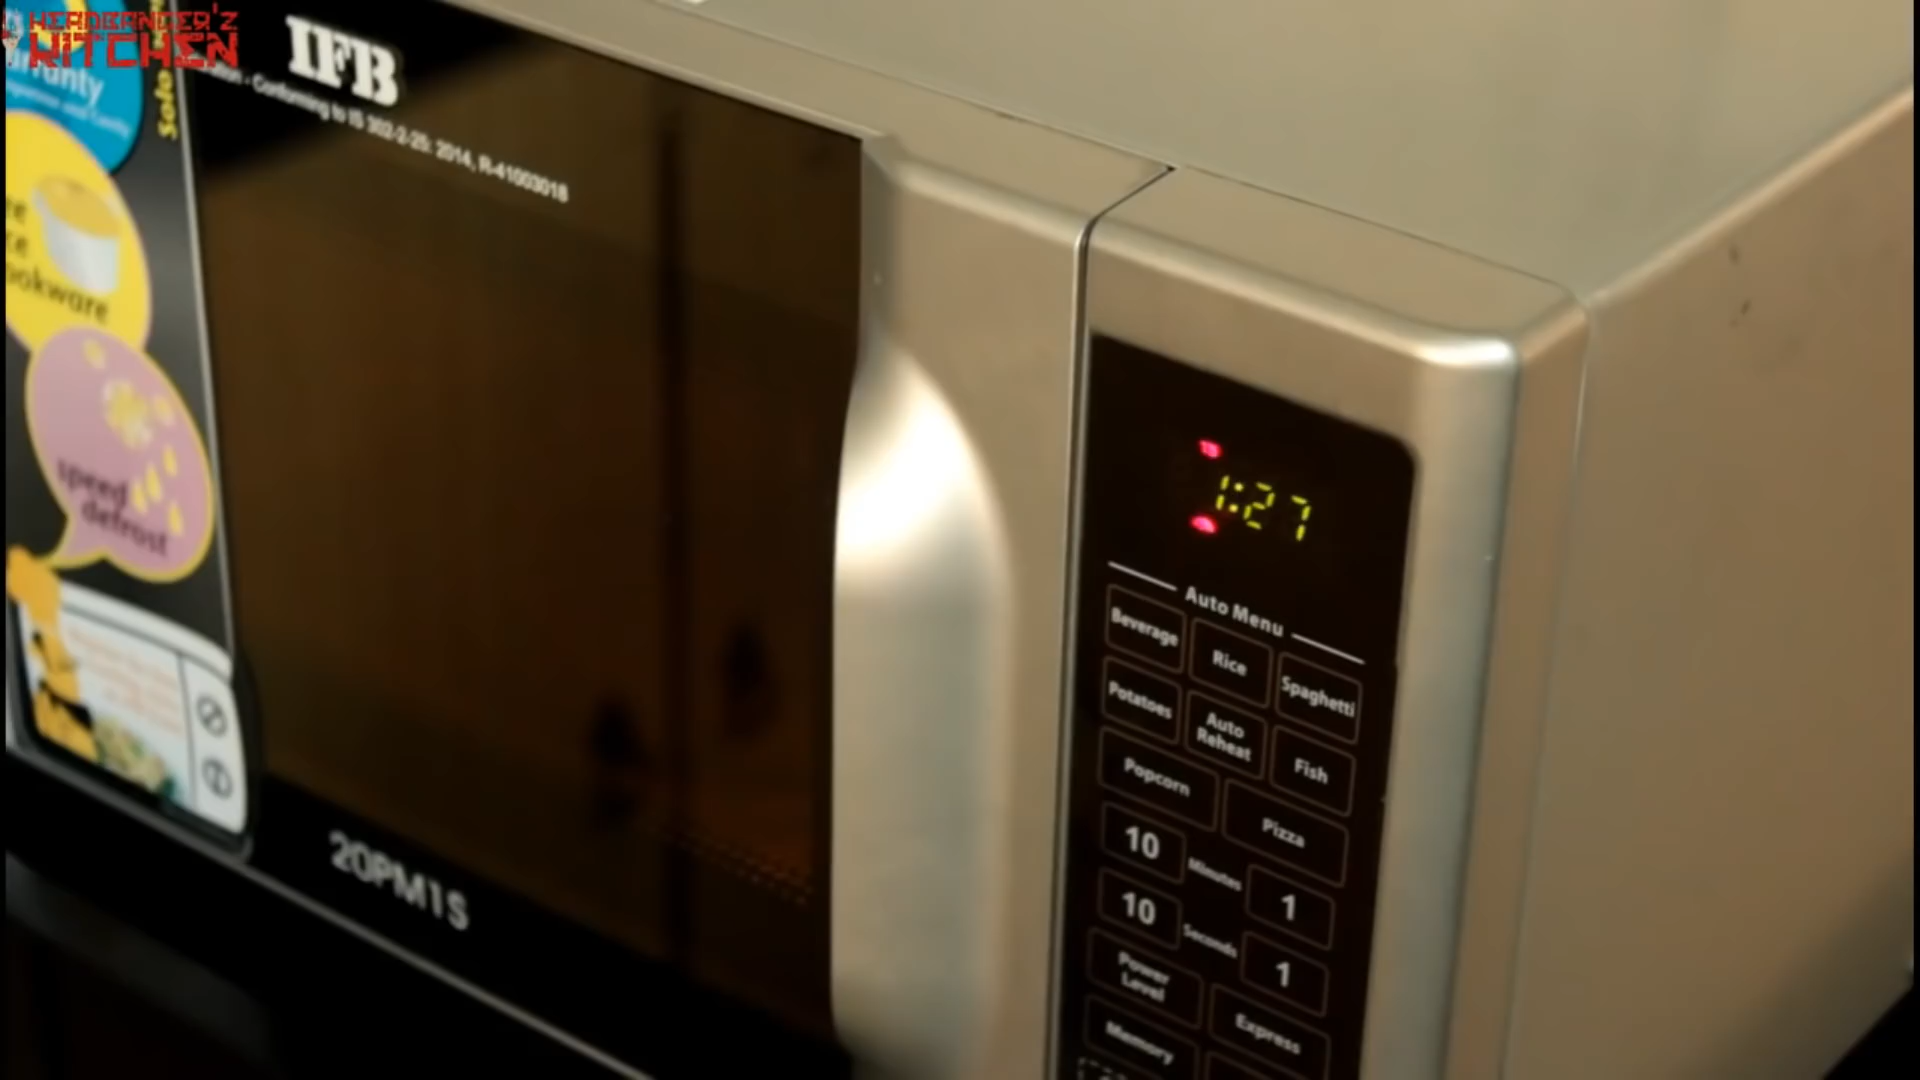 HEADBANGER'Z
KITCHEN
IFB
- Conforming to IS 302-2-25: 2014, R-41003018
Solo
speed
defrost
20PM1S
1:27
Auto Menu
Beverage
Rice
Spaghetti
Potatoes
Auto
Reheat
Fish
Popcorn
Pizza
10
Minutes
1
10
Seconds
1
Power
Level
Express
Memory